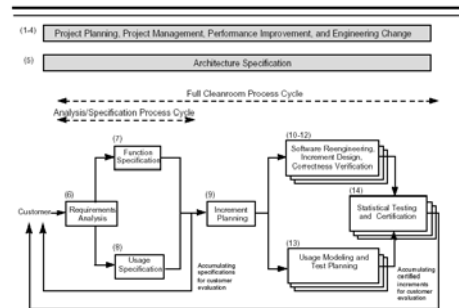 (1-4)
Project Planning, Project Management, Performance Improvement, and Engineering Change
(5)
Architecture Specification
Full Cleanroom Process Cycle
Analysis/Specification Process Cycle
(7)
Function
Specification
(10-12)
Software Reengineering,
Increment Design,
Correctness Verification
(14)
(6)
(9)
Customer
Requirements
Analysis
Increment
Planning
Statistical Testing
and Certification
(8)
Usage
Specification
(13)
Usage Modeling and
Test Planning
Accumulating
specifications
for customer
evaluation
Accumulating
certified
increments
for customer
evaluation